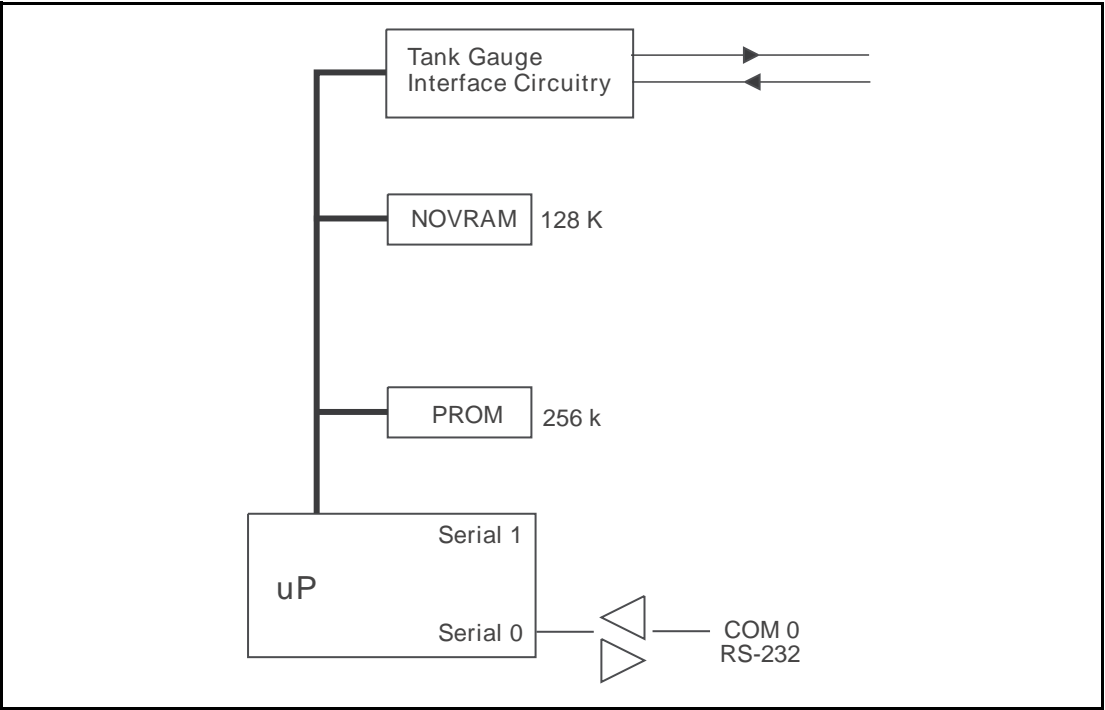 Tank Gauge
Interface Circuitry
NOVRAM 128 K
PROM 256 k
Serial 1
uP
Serial 0
COM 0
RS-232